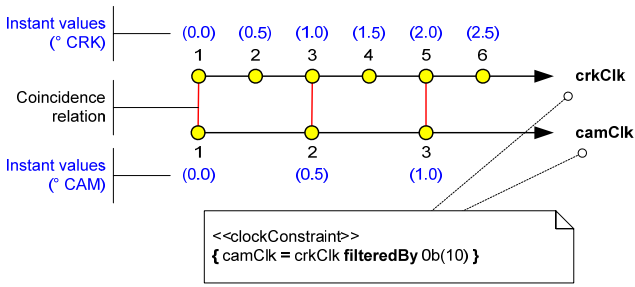 Instant values
(° CRK)
(0.0) (0.5) (1.0) (1.5) (2.0) (2.5)
1 2 3 4 5 6
crkClk
Coincidence
relation
camClk
1 2 3
Instant values
(° CAM)
(0.0) (0.5) (1.0)
<<clockConstraint>>
{ camClk = crkClk filteredBy 0b(10) }